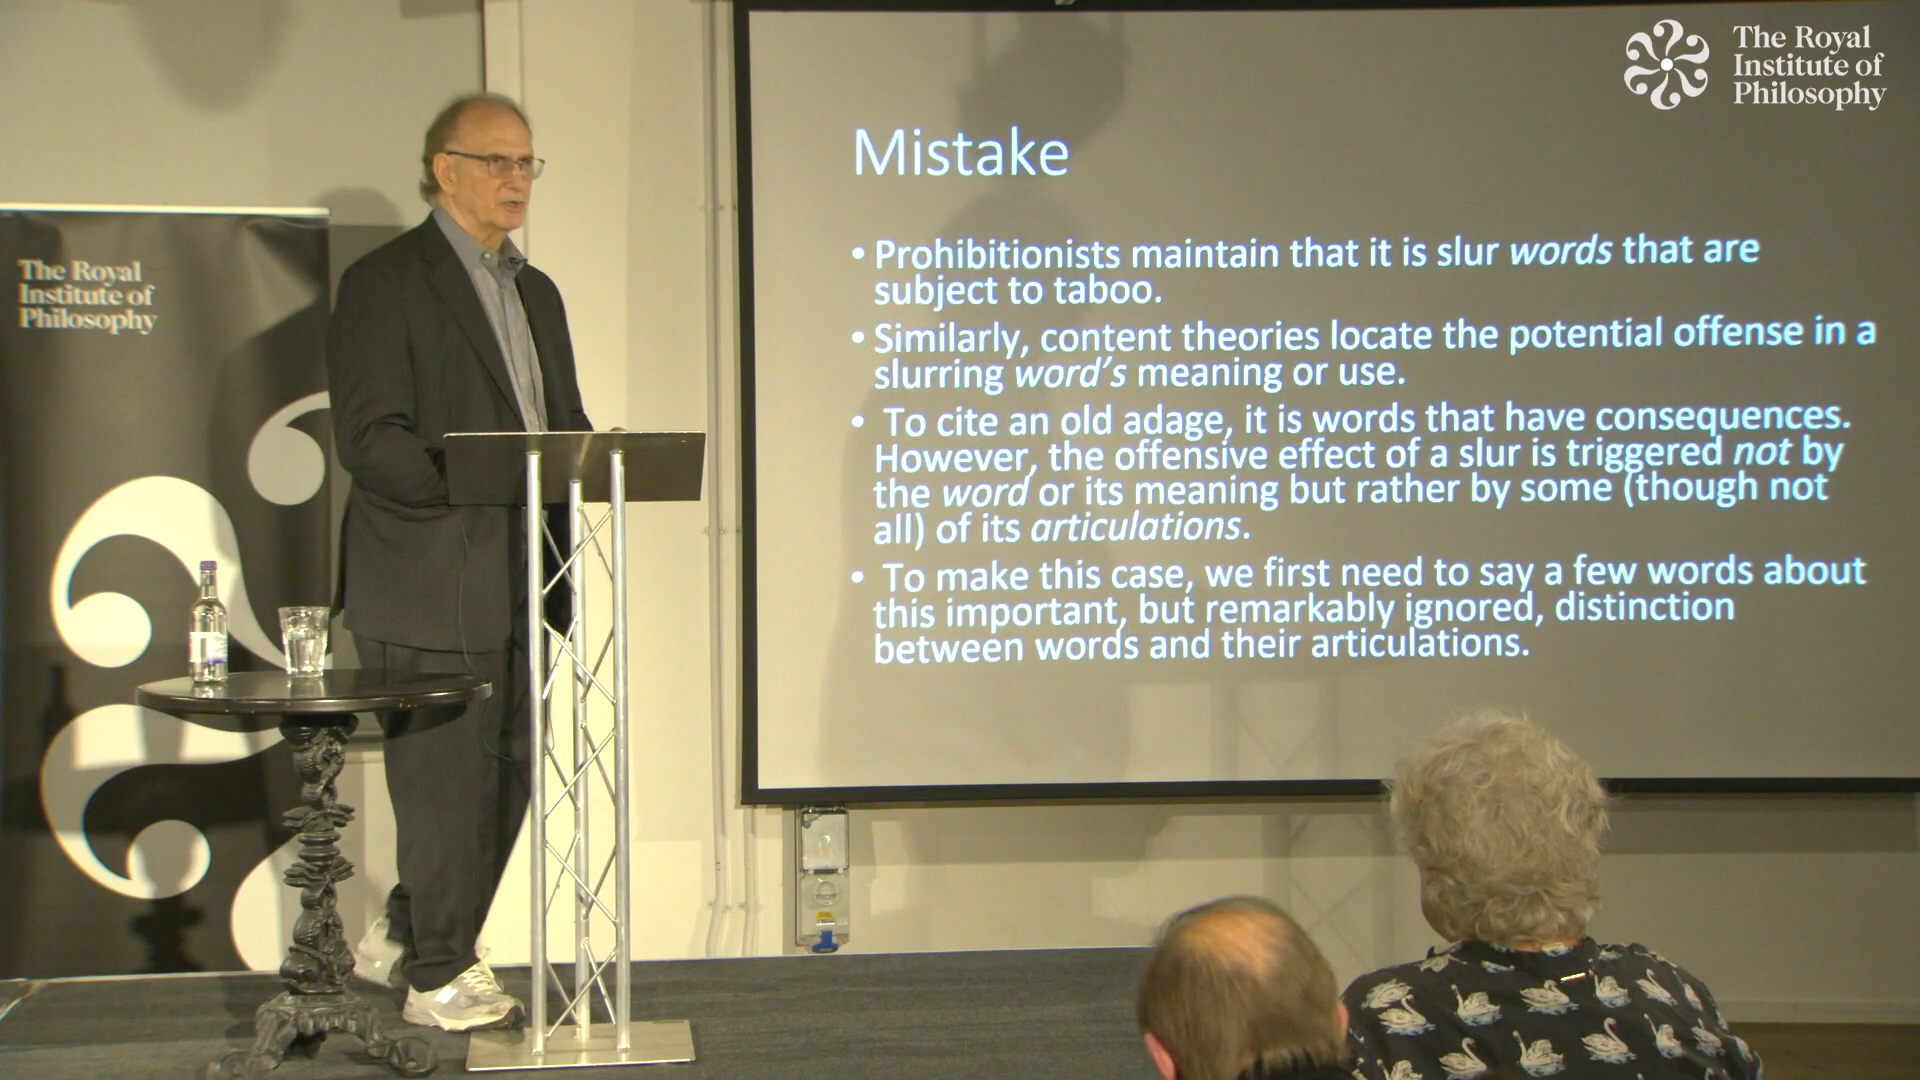 The Royal
Institute of
Philosophy
The Royal
Institute of
Philosophy
Mistake
• Prohibitionists maintain that it is slur words that are
subject to taboo.
• Similarly, content theories locate the potential offense in a
slurring word's meaning or use.
• To cite an old adage, it is words that have consequences.
However, the offensive effect of a slur is triggered not by
the word or its meaning but rather by some (though not
all) of its articulations.
• To make this case, we first need to say a few words about
this important, but remarkably ignored, distinction
between words and their articulations.